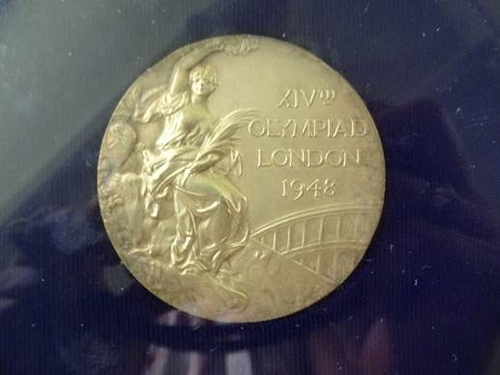 XIVTH
OLYMPIAD
LONDON
1948